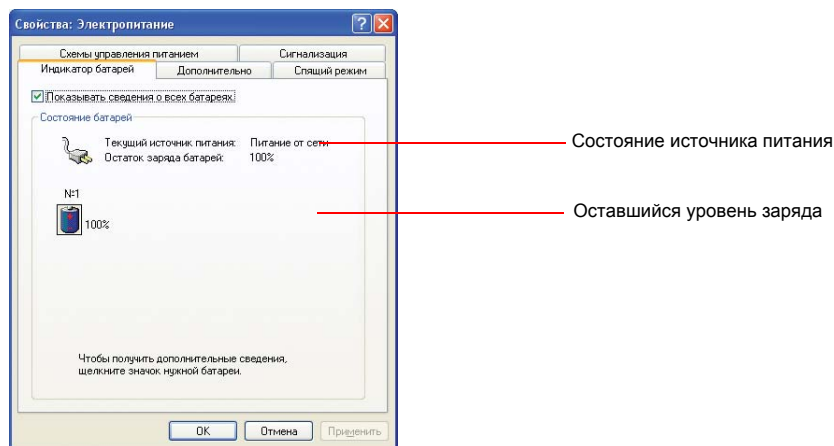 Свойства: Электропитание
Схемы управления питанием Сигнализация
Индикатор батарей Дополнительно Спящий режим
Показывать сведения о всех батареях
Состояние батарей
Текущий источник питания: Питание от сети
Остаток заряда батарей: 100%
Состояние источника питания
№1
100%
Оставшийся уровень заряда
Чтобы получить дополнительные сведения,
щелкните значок нужной батареи.
OK Отмена Применить